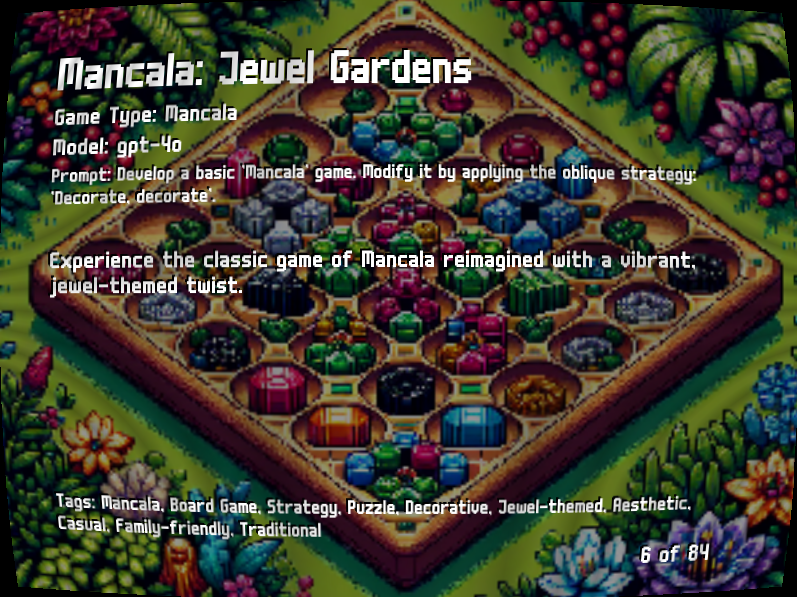 Mancala: Jewel Gardens
Game Type: Mancala
Model: gpt-4o
Prompt: Develop a basic 'Mancala' game. Modify it by applying the oblique strategy:
'Decorate, decorate'.
Experience the classic game of Mancala reimagined with a vibrant,
jewel-themed twist.
Tags: Mancala, Board Game, Strategy, Puzzle, Decorative, Jewel-themed, Aesthetic,
Casual, Family-friendly, Traditional
6 of 84